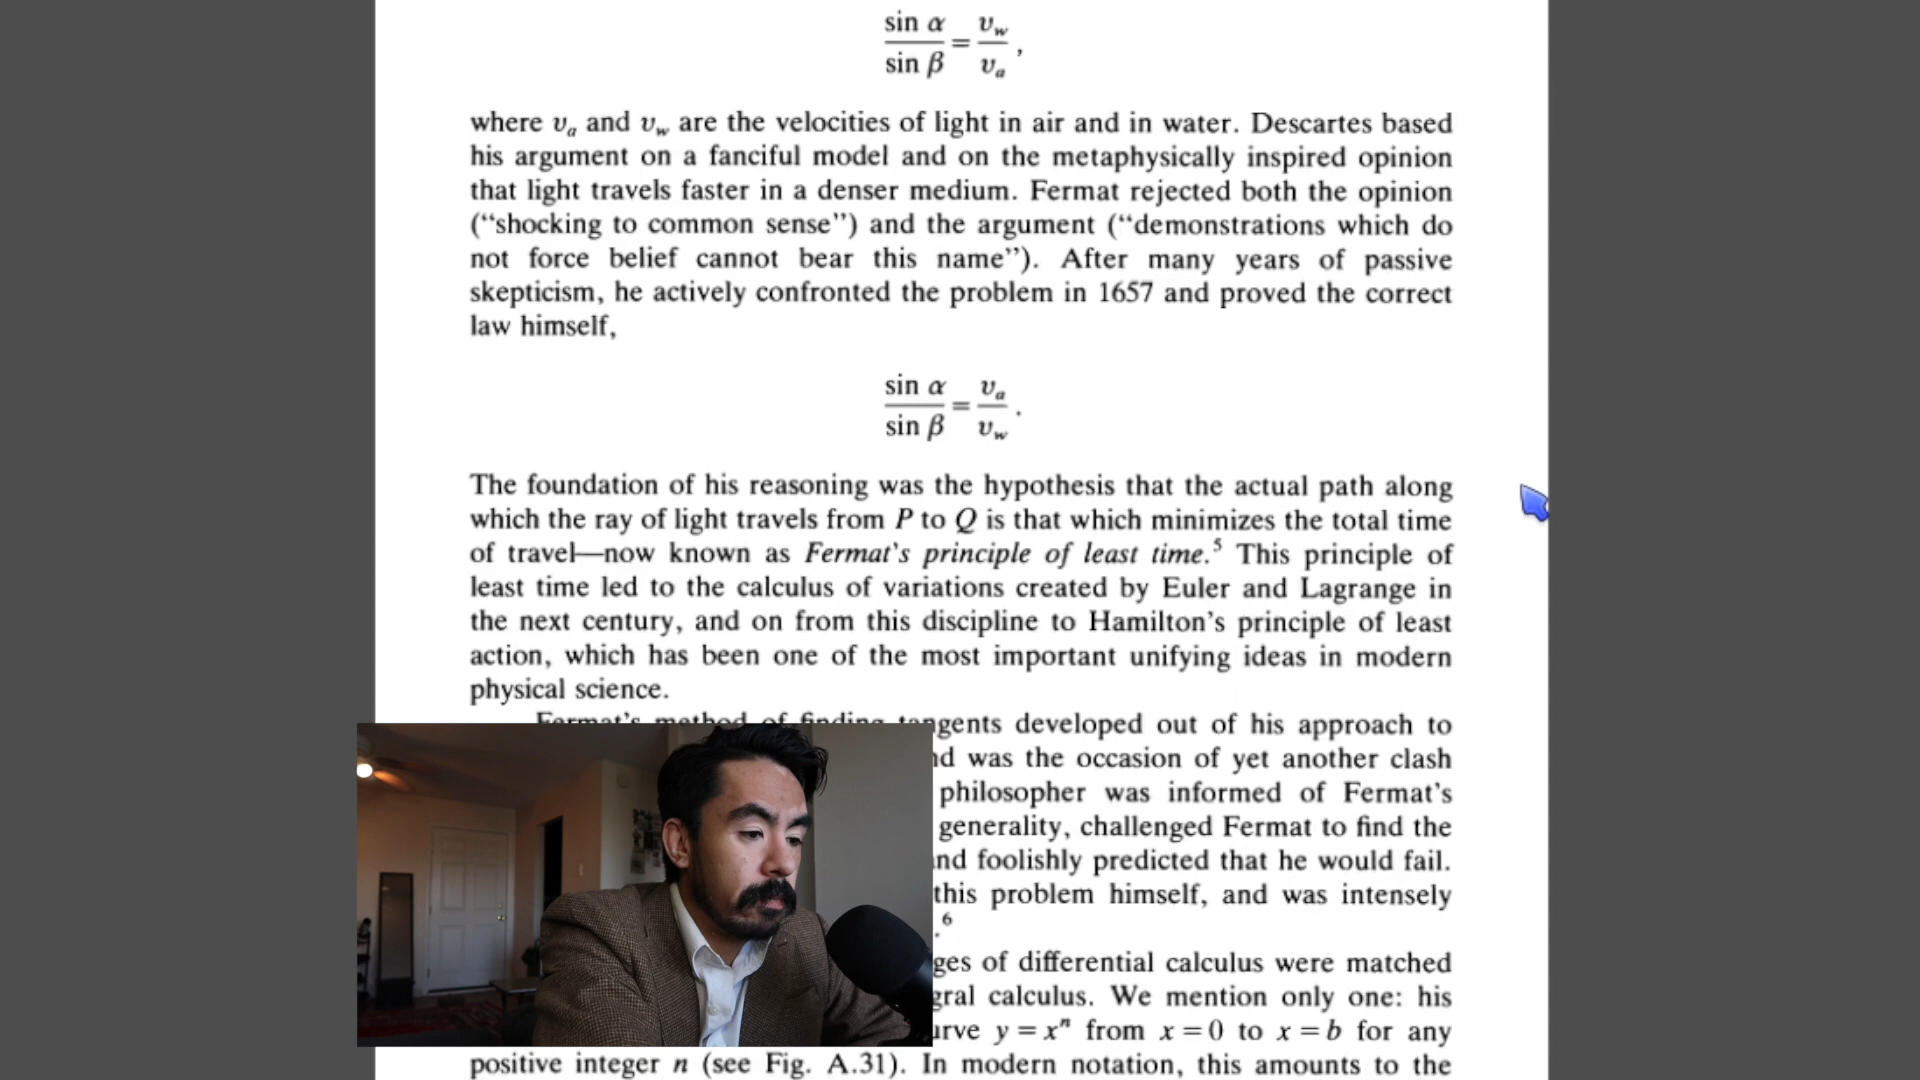 sin α / sin β = v_w / v_a ,
where v_a and v_w are the velocities of light in air and in water. Descartes based
his argument on a fanciful model and on the metaphysically inspired opinion
that light travels faster in a denser medium. Fermat rejected both the opinion
(“shocking to common sense”) and the argument (“demonstrations which do
not force belief cannot bear this name”). After many years of passive
skepticism, he actively confronted the problem in 1657 and proved the correct
law himself,
sin α / sin β = v_a / v_w .
The foundation of his reasoning was the hypothesis that the actual path along
which the ray of light travels from P to Q is that which minimizes the total time
of travel—now known as Fermat's principle of least time.⁵ This principle of
least time led to the calculus of variations created by Euler and Lagrange in
the next century, and on from this discipline to Hamilton's principle of least
action, which has been one of the most important unifying ideas in modern
physical science.
Fermat's method of finding tangents developed out of his approach to
was the occasion of yet another clash
philosopher was informed of Fermat's
generality, challenged Fermat to find the
foolishly predicted that he would fail.
this problem himself, and was intensely
.⁶
of differential calculus were matched
calculus. We mention only one: his
y = xⁿ from x = 0 to x = b for any
positive integer n (see Fig. A.31). In modern notation, this amounts to the